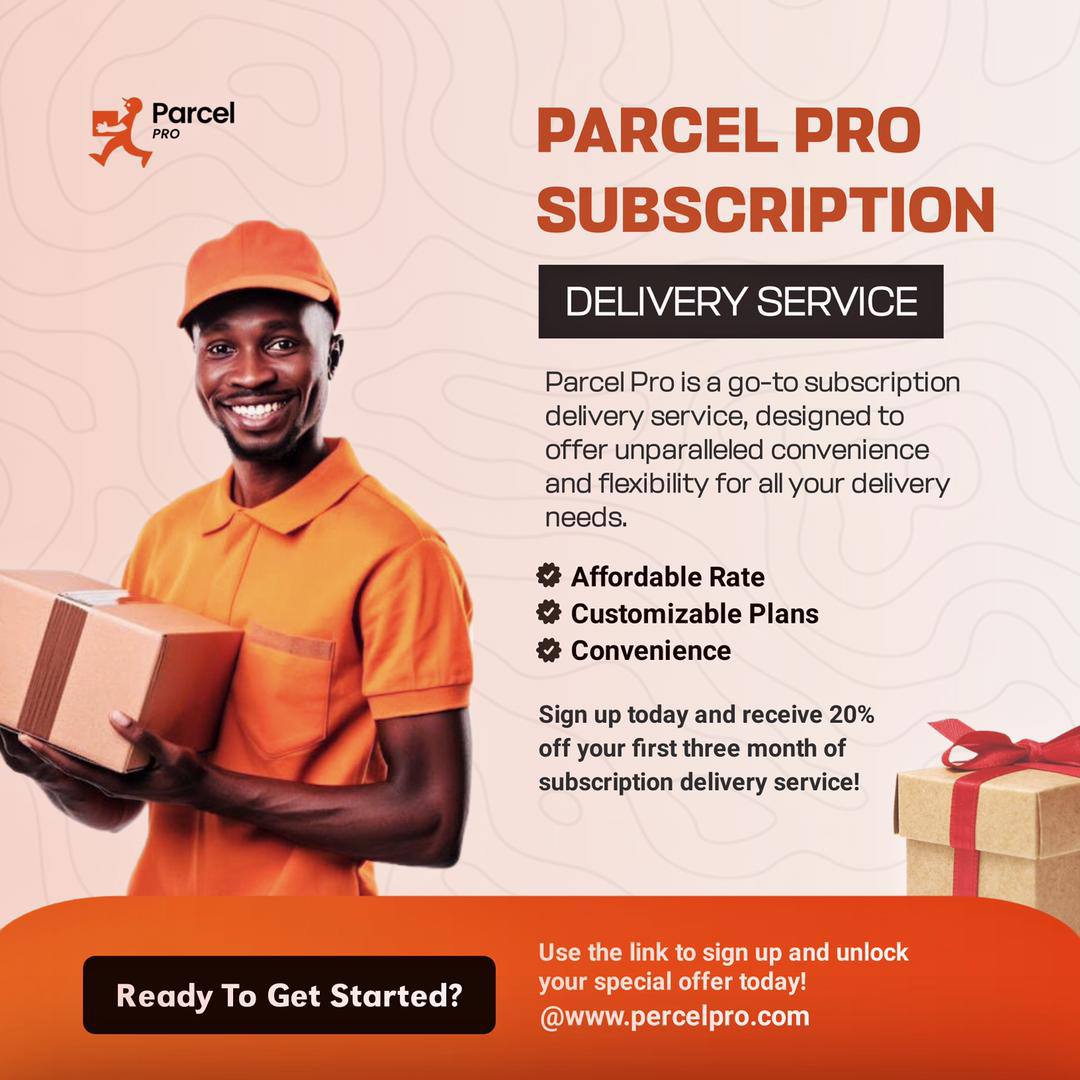 Parcel
PRO
PARCEL PRO
SUBSCRIPTION
DELIVERY SERVICE
Parcel Pro is a go-to subscription
delivery service, designed to
offer unparalleled convenience
and flexibility for all your delivery
needs.
Affordable Rate
Customizable Plans
Convenience
Sign up today and receive 20%
off your first three month of
subscription delivery service!
Ready To Get Started?
Use the link to sign up and unlock
your special offer today!
@www.percelpro.com